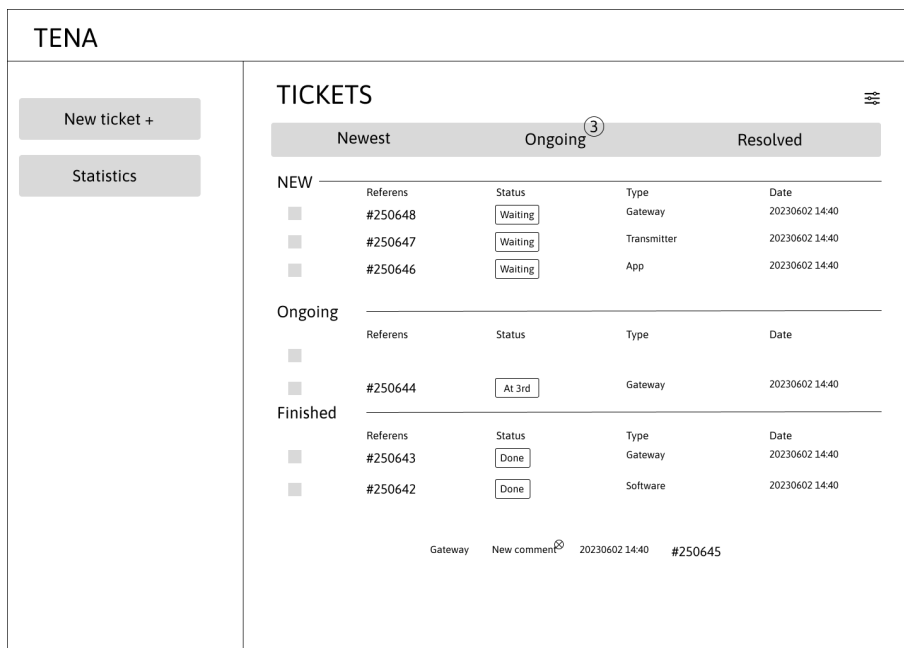 TENA
New ticket +
Statistics
TICKETS
Newest Ongoing 3 Resolved
NEW
Referens Status Type Date
#250648 Waiting Gateway 20230602 14:40
#250647 Waiting Transmitter 20230602 14:40
#250646 Waiting App 20230602 14:40
Ongoing
Referens Status Type Date
#250644 At 3rd Gateway 20230602 14:40
Finished
Referens Status Type Date
#250643 Done Gateway 20230602 14:40
#250642 Done Software 20230602 14:40
Gateway New comment 20230602 14:40 #250645